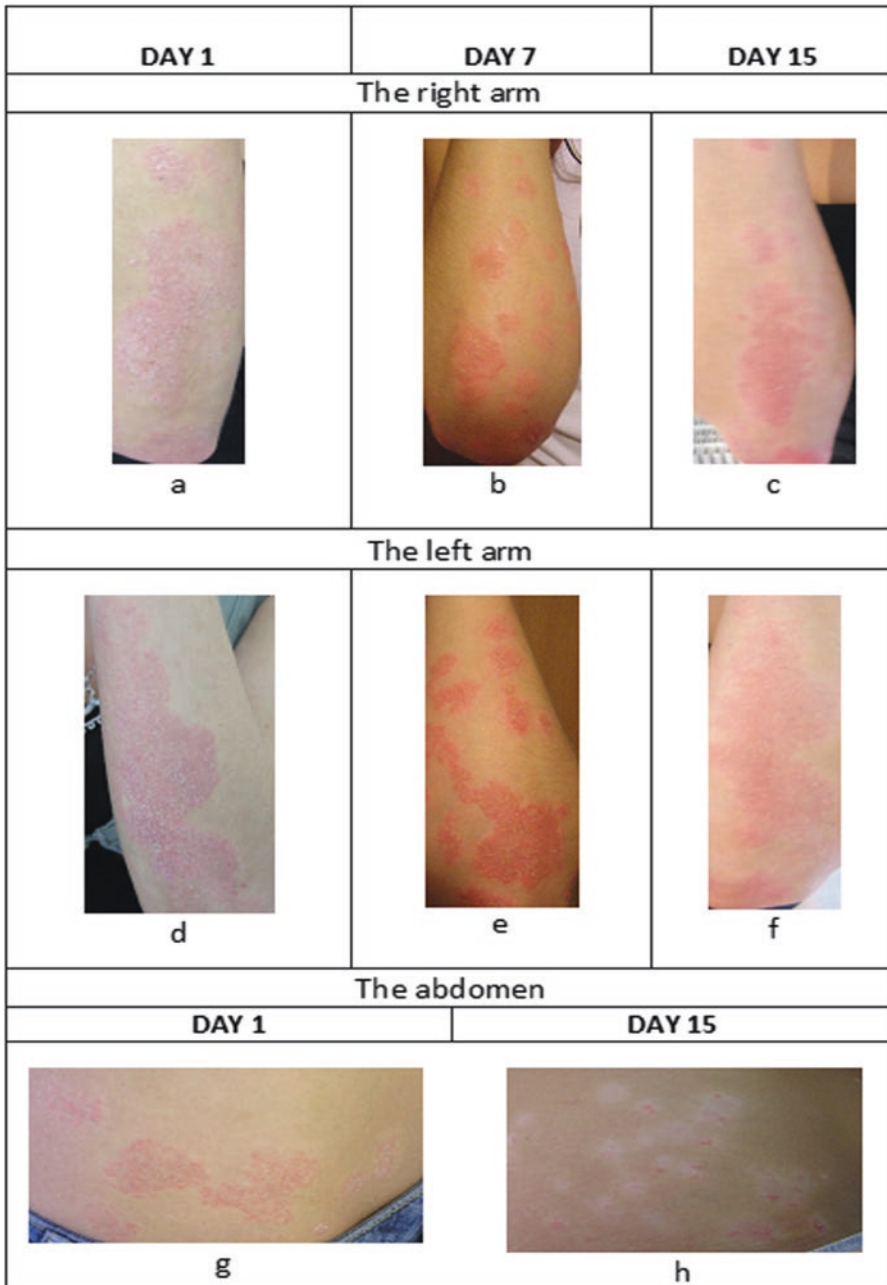 DAY 1 DAY 7 DAY 15
The right arm
a b c
The left arm
d e f
The abdomen
DAY 1 DAY 15
g h